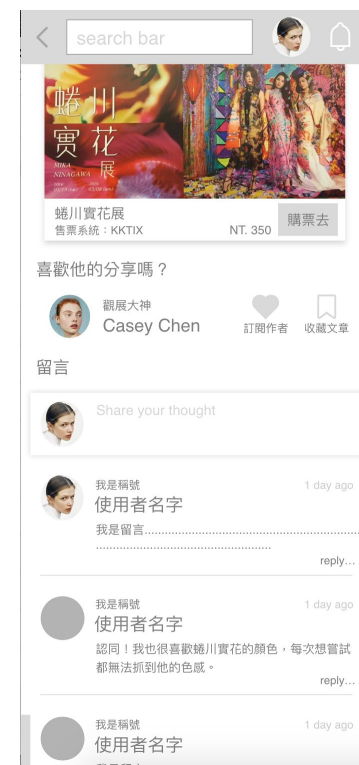 search bar
蜷川
实花
展
MIKA
NINAGAWA
蜷川實花展
售票系統：KKTIX
NT. 350
購票去
喜歡他的分享嗎？
觀展大神
Casey Chen
訂閱作者
收藏文章
留言
Share your thought
我是稱號
1 day ago
使用者名字
我是留言................................................................
....................................................
reply...
我是稱號
1 day ago
使用者名字
認同！我也很喜歡蜷川實花的顏色，每次想嘗試
都無法抓到他的色感。
reply...
我是稱號
1 day ago
使用者名字